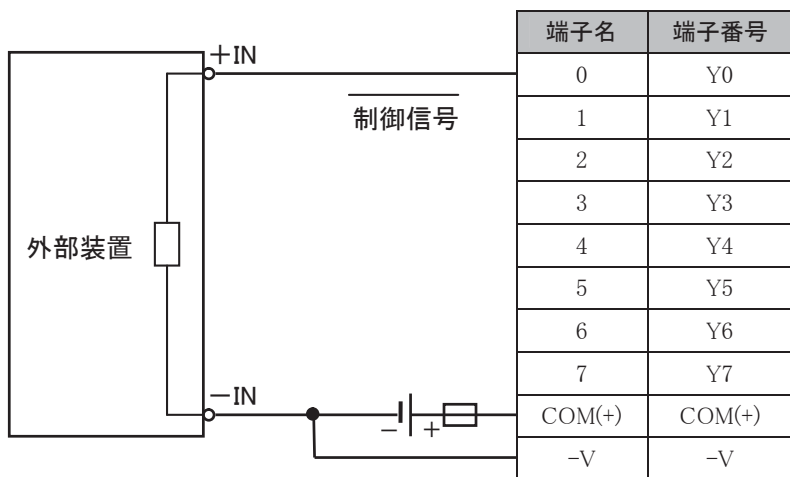 +IN
制御信号
外部装置
−IN
− +
端子名 端子番号
0 Y0
1 Y1
2 Y2
3 Y3
4 Y4
5 Y5
6 Y6
7 Y7
COM(+) COM(+)
-V -V